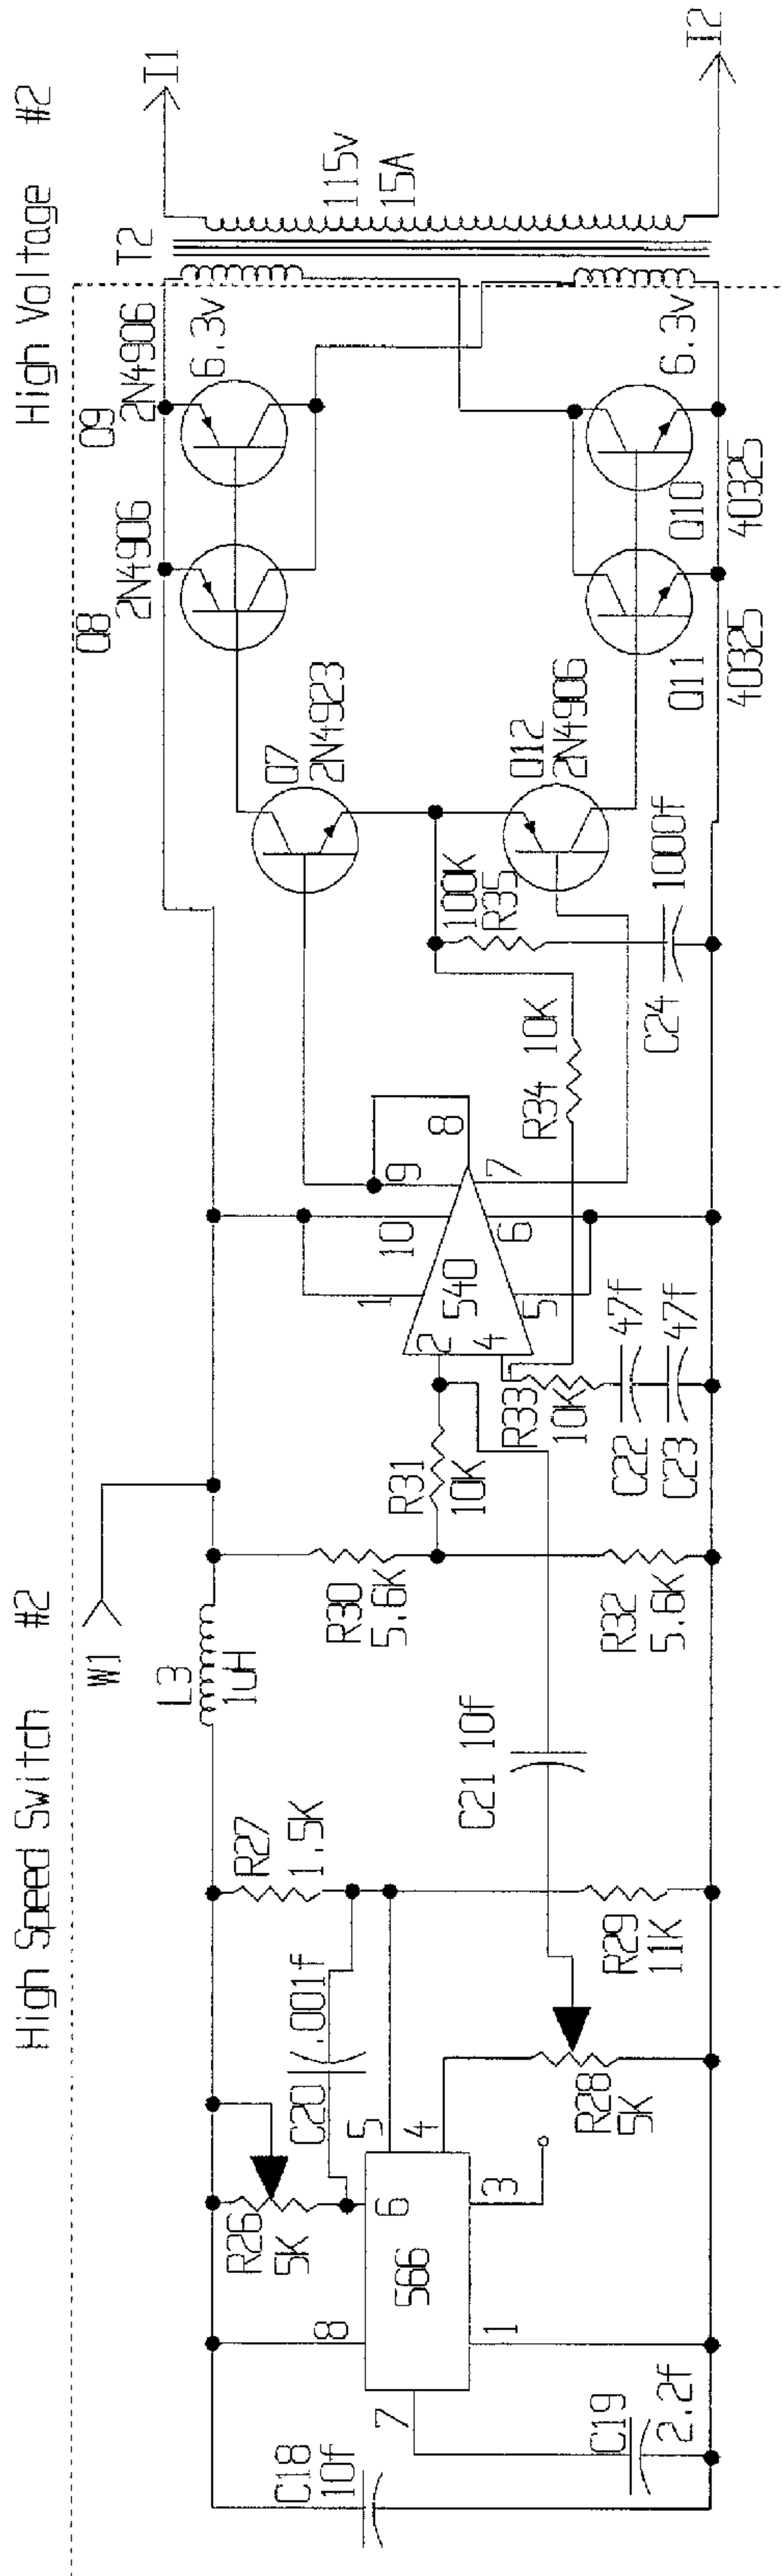 High Speed Switch #2
High Voltage #2
W1
L3
1uH
C18
10f
C19
2.2f
7
8
1
566
6
3
5
4
R26
5K
C20
.001f
R27
1.5K
R28
5K
R29
11K
C21 10f
R30
5.6K
R31
10K
R32
5.6K
R33
10K
C22 47f
C23 47f
2
4
540
1
5
10
6
9
7
8
R34 10K
100K
R35
C24 1000f
Q7
2N4923
Q12
2N4906
Q8
2N4906
Q9
2N4906
Q11
40325
Q10
40325
6.3v
6.3v
T2
115v
15A
I1
I2